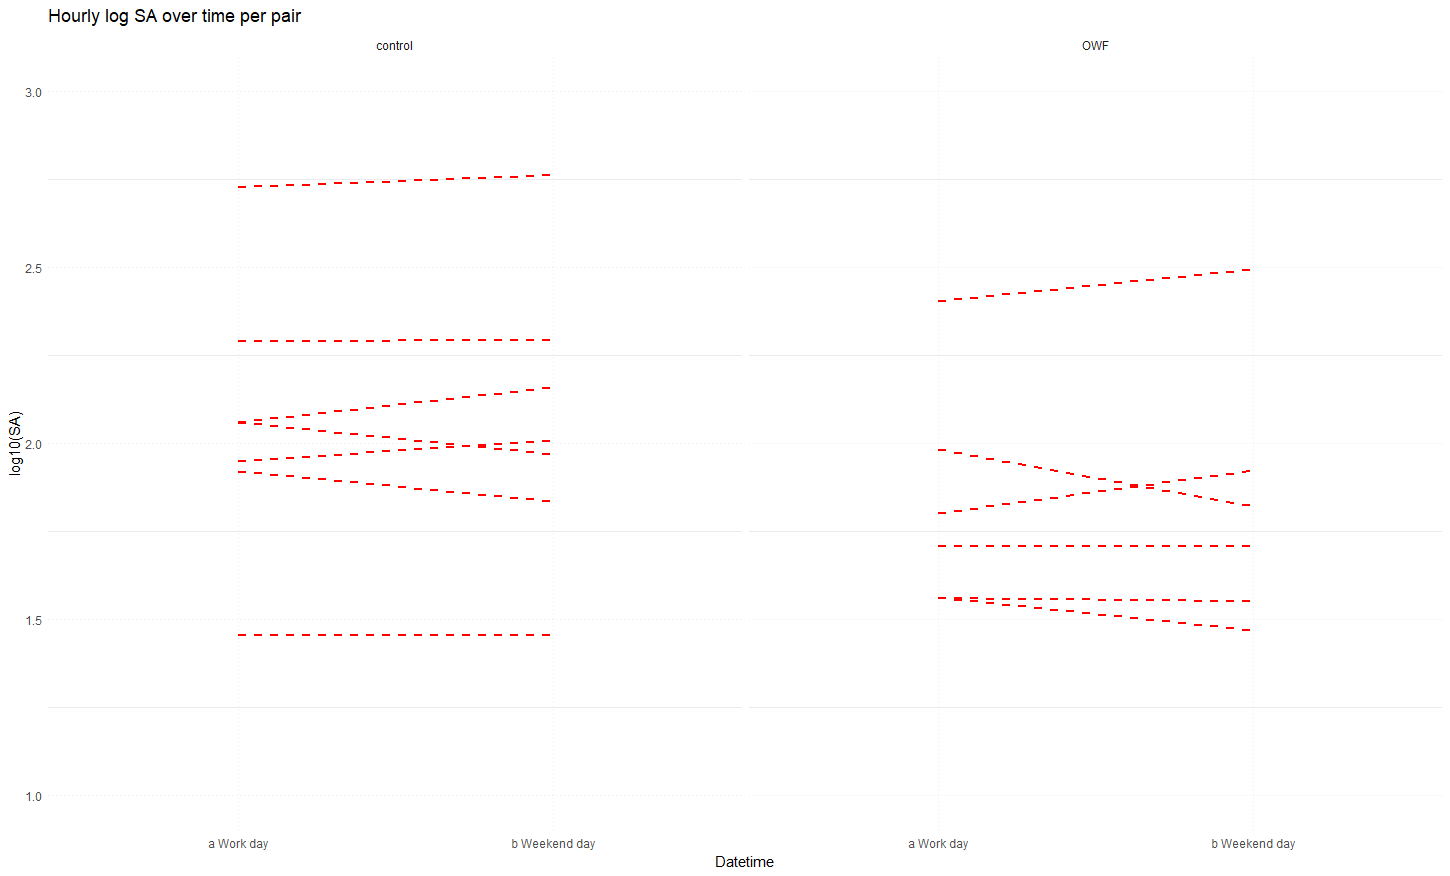 Hourly log SA over time per pair
control
OWF
3.0
2.5
2.0
1.5
1.0
log10(SA)
a Work day
b Weekend day
a Work day
b Weekend day
Datetime